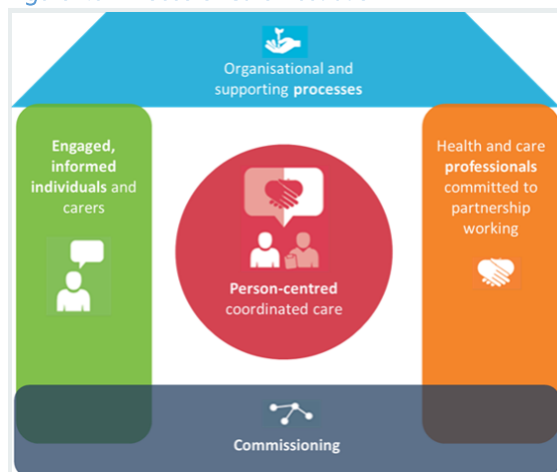 Organisational and
supporting processes
Engaged,
informed
individuals and
carers
Health and care
professionals
committed to
partnership
working
Person-centred
coordinated care
Commissioning